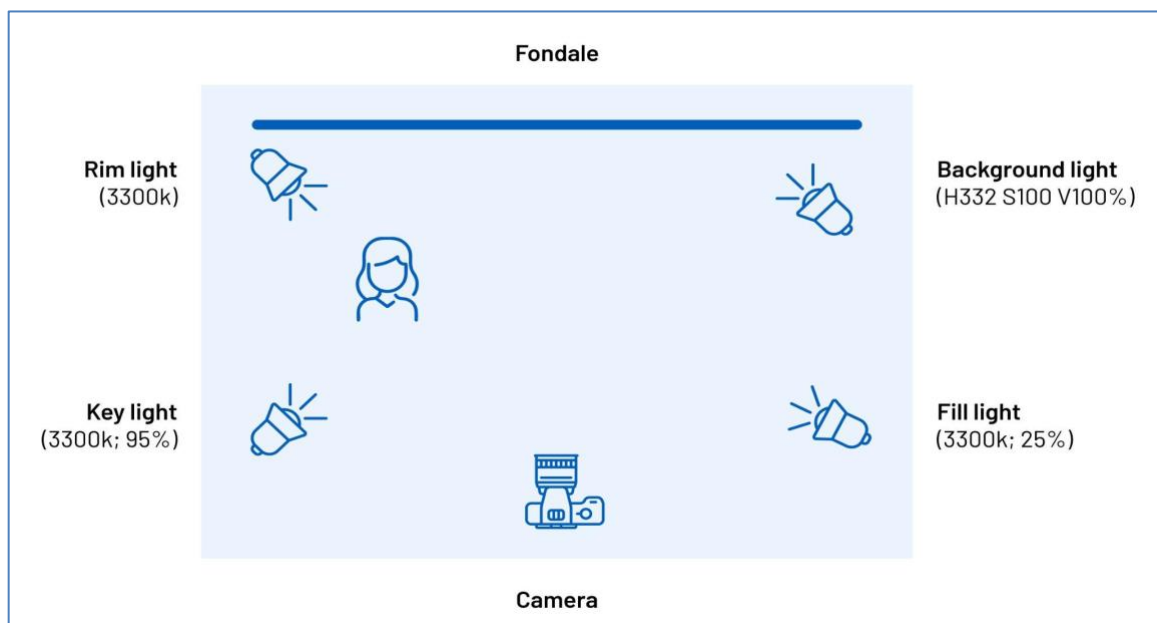 Fondale
Rim light
(3300k)
Background light
(H332 S100 V100%)
Key light
(3300k; 95%)
Fill light
(3300k; 25%)
Camera